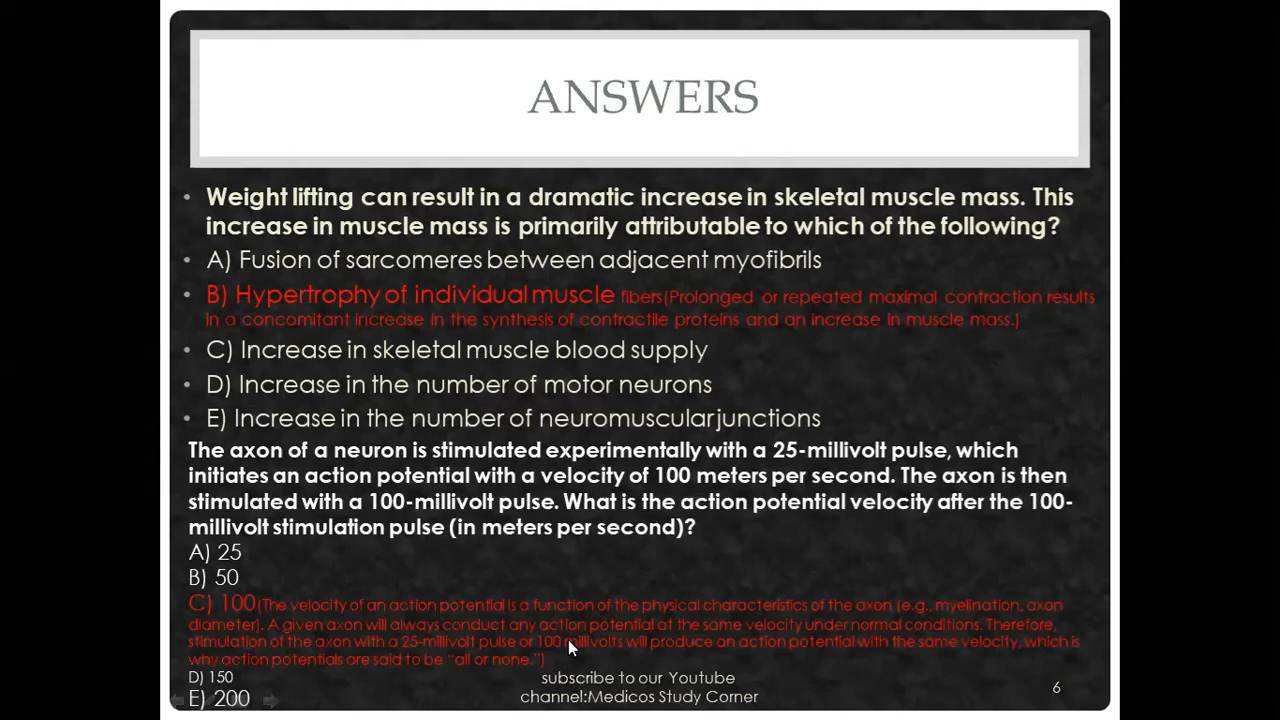 ANSWERS
• Weight lifting can result in a dramatic increase in skeletal muscle mass. This
increase in muscle mass is primarily attributable to which of the following?
• A) Fusion of sarcomeres between adjacent myofibrils
• B) Hypertrophy of individual muscle fibers(Prolonged or repeated maximal contraction results
in a concomitant increase in the synthesis of contractile proteins and an increase in muscle mass.)
• C) Increase in skeletal muscle blood supply
• D) Increase in the number of motor neurons
• E) Increase in the number of neuromuscular junctions
The axon of a neuron is stimulated experimentally with a 25-millivolt pulse, which
initiates an action potential with a velocity of 100 meters per second. The axon is then
stimulated with a 100-millivolt pulse. What is the action potential velocity after the 100-
millivolt stimulation pulse (in meters per second)?
A) 25
B) 50
C) 100(The velocity of an action potential is a function of the physical characteristics of the axon (e.g., myelination, axon
diameter). A given axon will always conduct any action potential at the same velocity under normal conditions. Therefore,
stimulation of the axon with a 25-millivolt pulse or 100 millivolts will produce an action potential with the same velocity, which is
why action potentials are said to be “all or none.”)
D) 150
E) 200
subscribe to our Youtube
channel:Medicos Study Corner
6